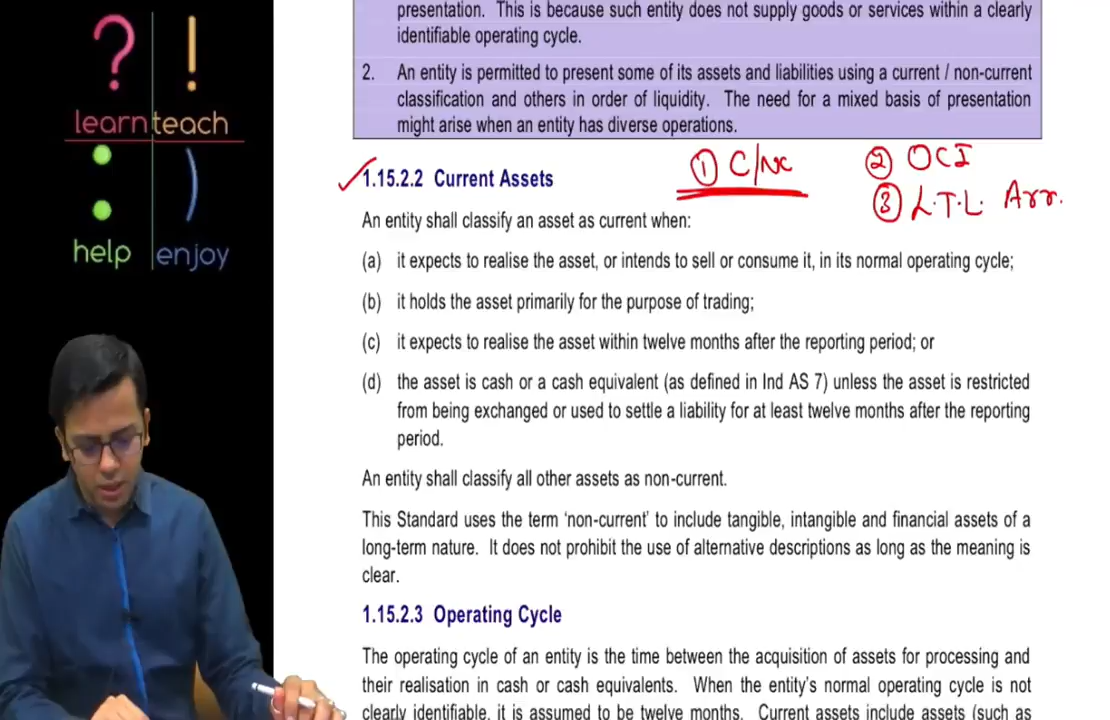 ? !
learn teach
: )
help enjoy
presentation. This is because such entity does not supply goods or services within a clearly
identifiable operating cycle.
2. An entity is permitted to present some of its assets and liabilities using a current / non-current
classification and others in order of liquidity. The need for a mixed basis of presentation
might arise when an entity has diverse operations.
① C/NC ② OCI
③ L.T.L. Arr.
1.15.2.2 Current Assets
An entity shall classify an asset as current when:
(a) it expects to realise the asset, or intends to sell or consume it, in its normal operating cycle;
(b) it holds the asset primarily for the purpose of trading;
(c) it expects to realise the asset within twelve months after the reporting period; or
(d) the asset is cash or a cash equivalent (as defined in Ind AS 7) unless the asset is restricted
from being exchanged or used to settle a liability for at least twelve months after the reporting
period.
An entity shall classify all other assets as non-current.
This Standard uses the term ‘non-current’ to include tangible, intangible and financial assets of a
long-term nature. It does not prohibit the use of alternative descriptions as long as the meaning is
clear.
1.15.2.3 Operating Cycle
The operating cycle of an entity is the time between the acquisition of assets for processing and
their realisation in cash or cash equivalents. When the entity's normal operating cycle is not
clearly identifiable, it is assumed to be twelve months. Current assets include assets (such as